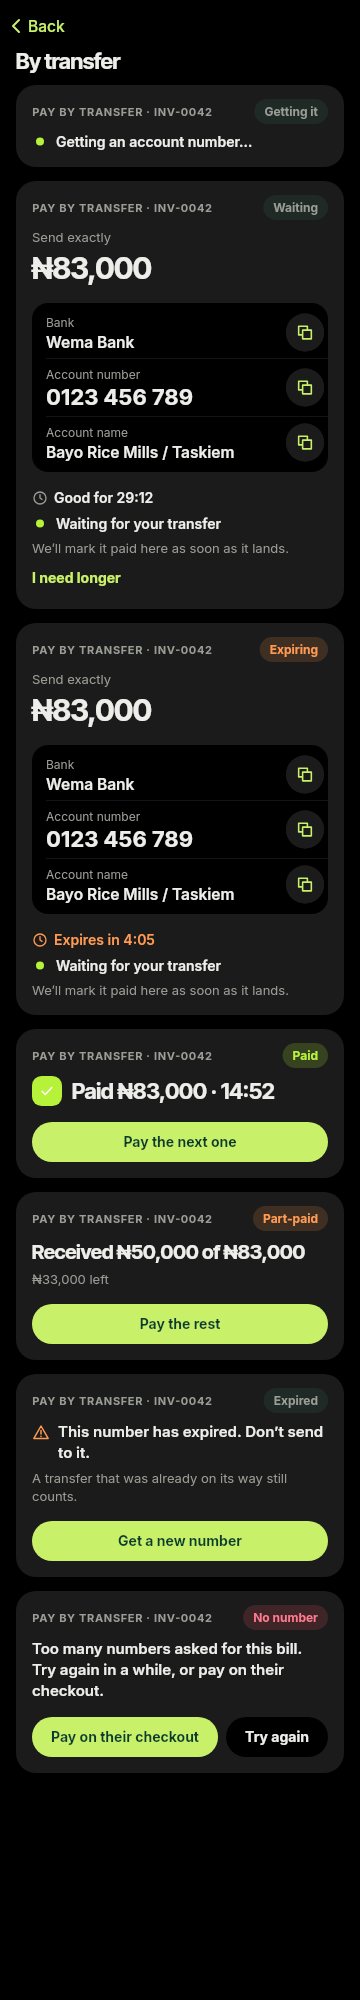 Back
By transfer
PAY BY TRANSFER · INV-0042
Getting it
Getting an account number...
PAY BY TRANSFER · INV-0042
Waiting
Send exactly
₦83,000
Bank
Wema Bank
Account number
0123 456 789
Account name
Bayo Rice Mills / Taskiem
Good for 29:12
Waiting for your transfer
We'll mark it paid here as soon as it lands.
I need longer
PAY BY TRANSFER · INV-0042
Expiring
Send exactly
₦83,000
Bank
Wema Bank
Account number
0123 456 789
Account name
Bayo Rice Mills / Taskiem
Expires in 4:05
Waiting for your transfer
We'll mark it paid here as soon as it lands.
PAY BY TRANSFER · INV-0042
Paid
Paid ₦83,000 · 14:52
Pay the next one
PAY BY TRANSFER · INV-0042
Part-paid
Received ₦50,000 of ₦83,000
₦33,000 left
Pay the rest
PAY BY TRANSFER · INV-0042
Expired
This number has expired. Don't send
to it.
A transfer that was already on its way still
counts.
Get a new number
PAY BY TRANSFER · INV-0042
No number
Too many numbers asked for this bill.
Try again in a while, or pay on their
checkout.
Pay on their checkout
Try again